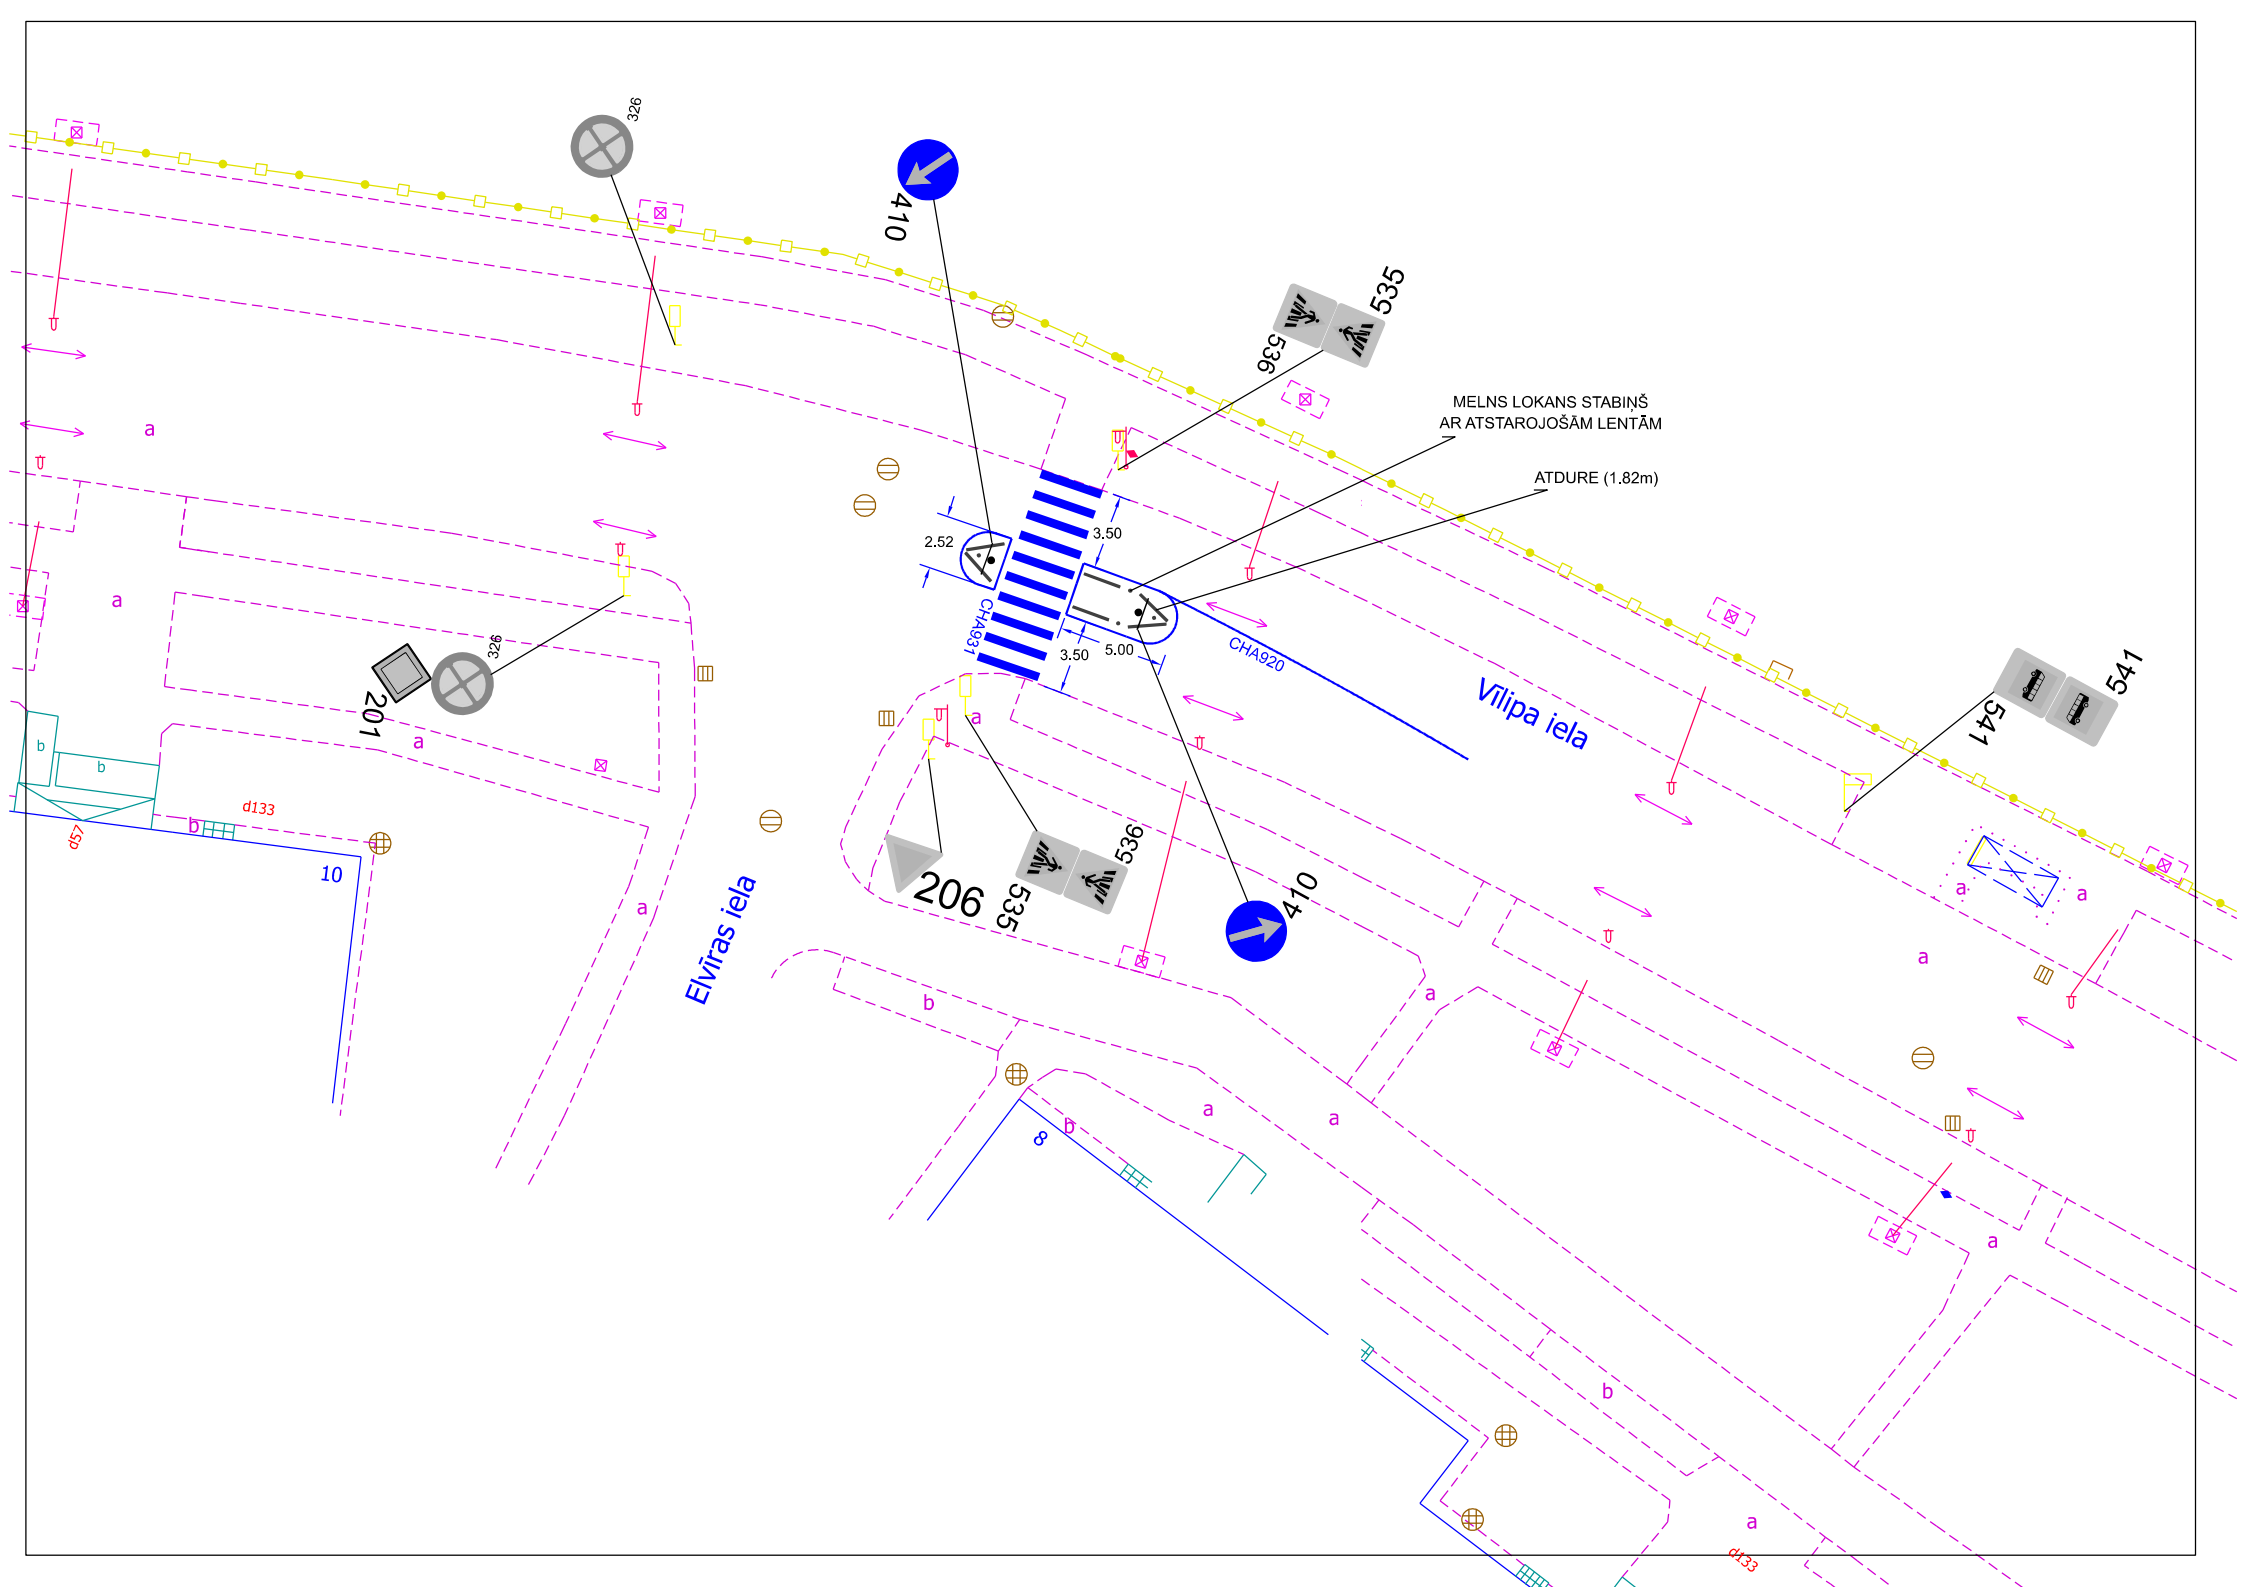 326
410
535
536
MELNS LOKANS STABIŅŠ
AR ATSTAROJOŠĀM LENTĀM
ATDURE (1.82m)
a
3.50
2.52
a
CHA931
3.50
5.00
CHA920
326
201
541
541
Vīlipa iela
a
a
b
b
d133
b
d57
10
206
535
536
410
Elvīras iela
a
a
a
a
a
b
a
a
b
8
a
a
b
a
d133